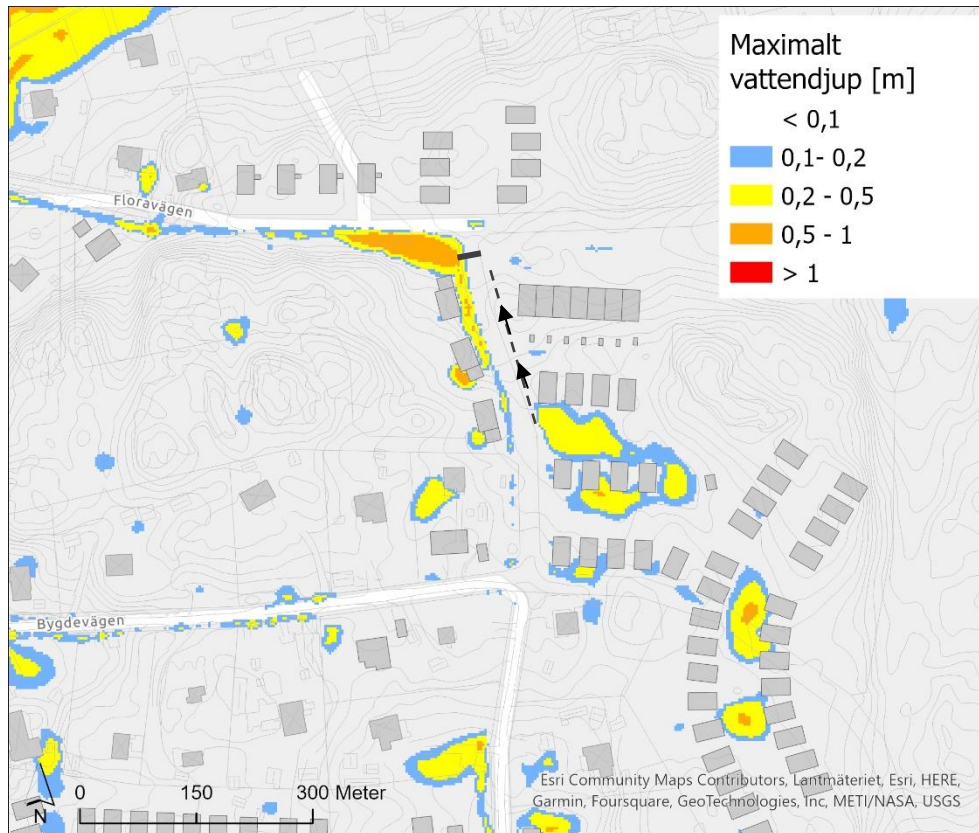 Maximalt
vattendjup [m]
< 0,1
0,1- 0,2
0,2 - 0,5
0,5 - 1
> 1
Floravägen
Bygdevägen
N
0 150 300 Meter
Esri Community Maps Contributors, Lantmäteriet, Esri, HERE,
Garmin, Foursquare, GeoTechnologies, Inc, METI/NASA, USGS